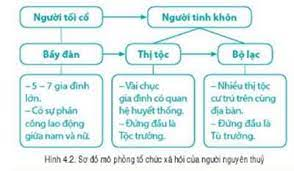 Người tối cổ
Người tinh khôn
Bầy đàn
Thị tộc
Bộ lạc
– 5 – 7 gia đình
lớn.
– Có sự phân
công lao động
giữa nam và nữ.
– Vài chục
gia đình có quan
hệ huyết thống.
– Đứng đầu là
Tộc trưởng.
– Nhiều thị tộc
cư trú trên cùng
địa bàn.
– Đứng đầu là
Tù trưởng.
Hình 4.2. Sơ đồ mô phỏng tổ chức xã hội của người nguyên thuỷ